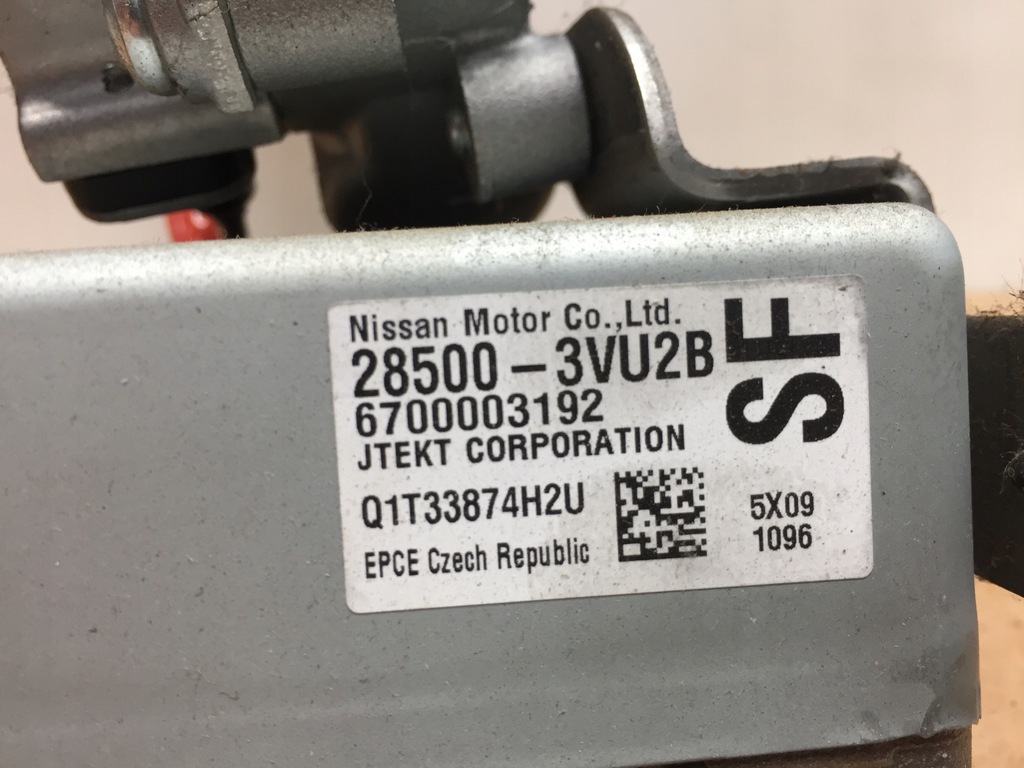 Nissan Motor Co.,Ltd.
28500-3VU2B
6700003192
JTEKT CORPORATION
SF
Q1T33874H2U
5X09
1096
EPCE Czech Republic